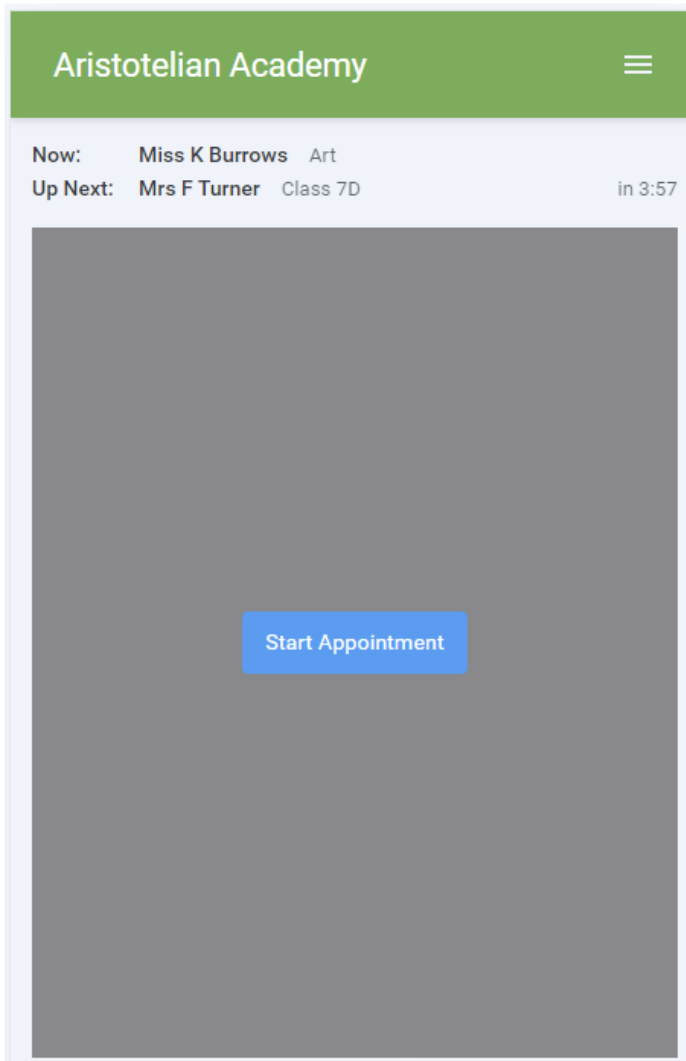 Aristotelian Academy
Now: Miss K Burrows Art
Up Next: Mrs F Turner Class 7D in 3:57
Start Appointment